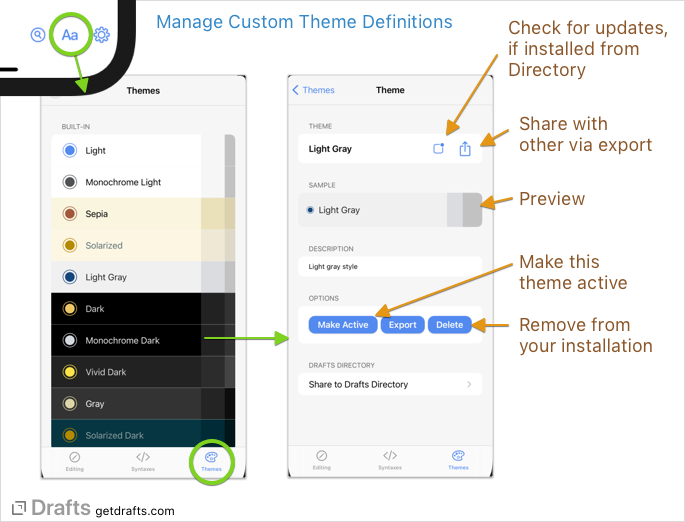 Manage Custom Theme Definitions
Aa
Check for updates,
if installed from
Directory
Themes
BUILT-IN
Light
Monochrome Light
Sepia
Solarized
Light Gray
Dark
Monochrome Dark
Vivid Dark
Gray
Solarized Dark
Editing
Syntaxes
Themes
Themes
Theme
THEME
Light Gray
SAMPLE
Light Gray
DESCRIPTION
Light gray style
OPTIONS
Make Active
Export
Delete
DRAFTS DIRECTORY
Share to Drafts Directory
Editing
Syntaxes
Themes
Share with
other via export
Preview
Make this
theme active
Remove from
your installation
Drafts getdrafts.com